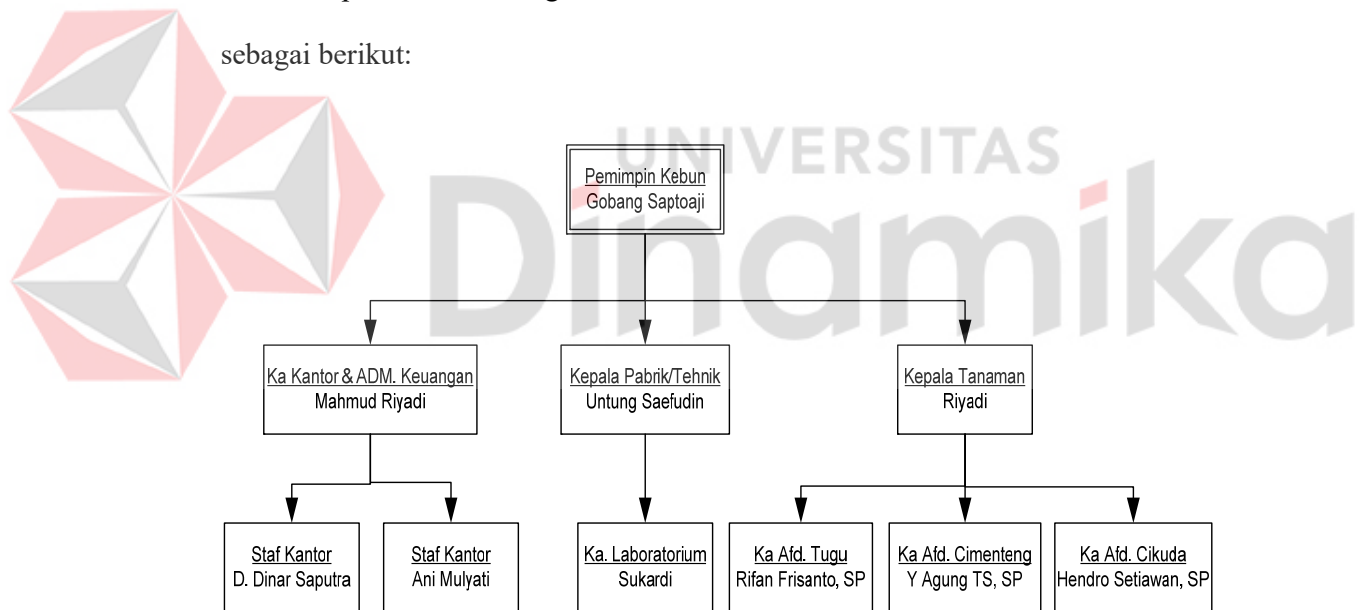 sebagai berikut:
UNIVERSITAS
Dinamika
Pemimpin Kebun
Gobang Saptoaji
Ka Kantor & ADM. Keuangan
Mahmud Riyadi
Kepala Pabrik/Tehnik
Untung Saefudin
Kepala Tanaman
Riyadi
Staf Kantor
D. Dinar Saputra
Staf Kantor
Ani Mulyati
Ka. Laboratorium
Sukardi
Ka Afd. Tugu
Rifan Frisanto, SP
Ka Afd. Cimenteng
Y Agung TS, SP
Ka Afd. Cikuda
Hendro Setiawan, SP